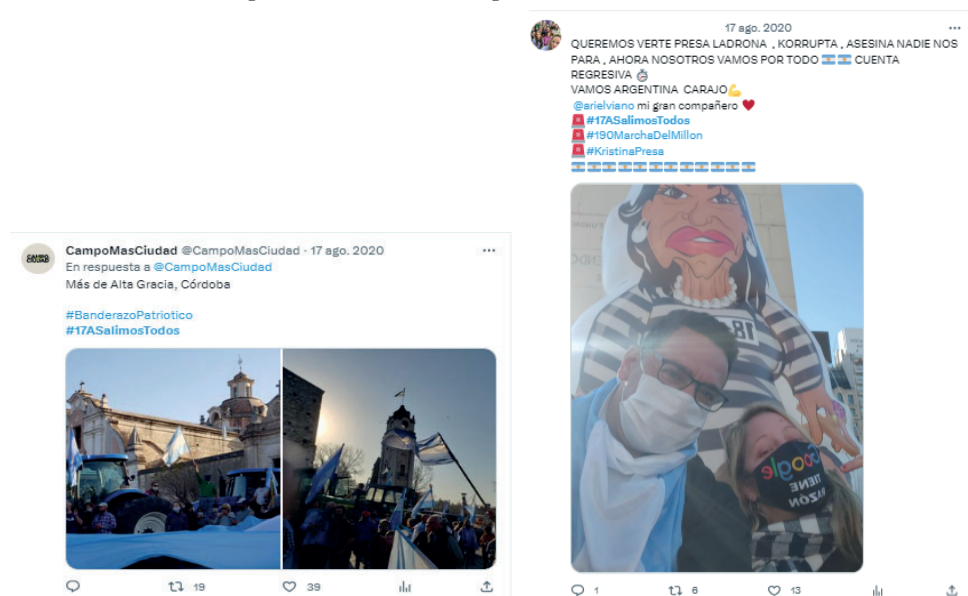 CAMPO
CIUDAD
CampoMasCiudad @CampoMasCiudad · 17 ago. 2020
En respuesta a @CampoMasCiudad
Más de Alta Gracia, Córdoba
#BanderazoPatriotico
#17ASalimosTodos
19
39
17 ago. 2020
QUEREMOS VERTE PRESA LADRONA , KORRUPTA , ASESINA NADIE NOS
PARA , AHORA NOSOTROS VAMOS POR TODO 🇦🇷 🇦🇷 CUENTA
REGRESIVA ⏱
VAMOS ARGENTINA CARAJO💪
@arielviano mi gran compañero ♥
🚨#17ASalimosTodos
🚨#190MarchaDelMillon
🚨#KristinaPresa
🇦🇷🇦🇷🇦🇷🇦🇷🇦🇷🇦🇷🇦🇷🇦🇷🇦🇷🇦🇷🇦🇷🇦🇷
Google
TIENE
RAZÓN
1
6
13